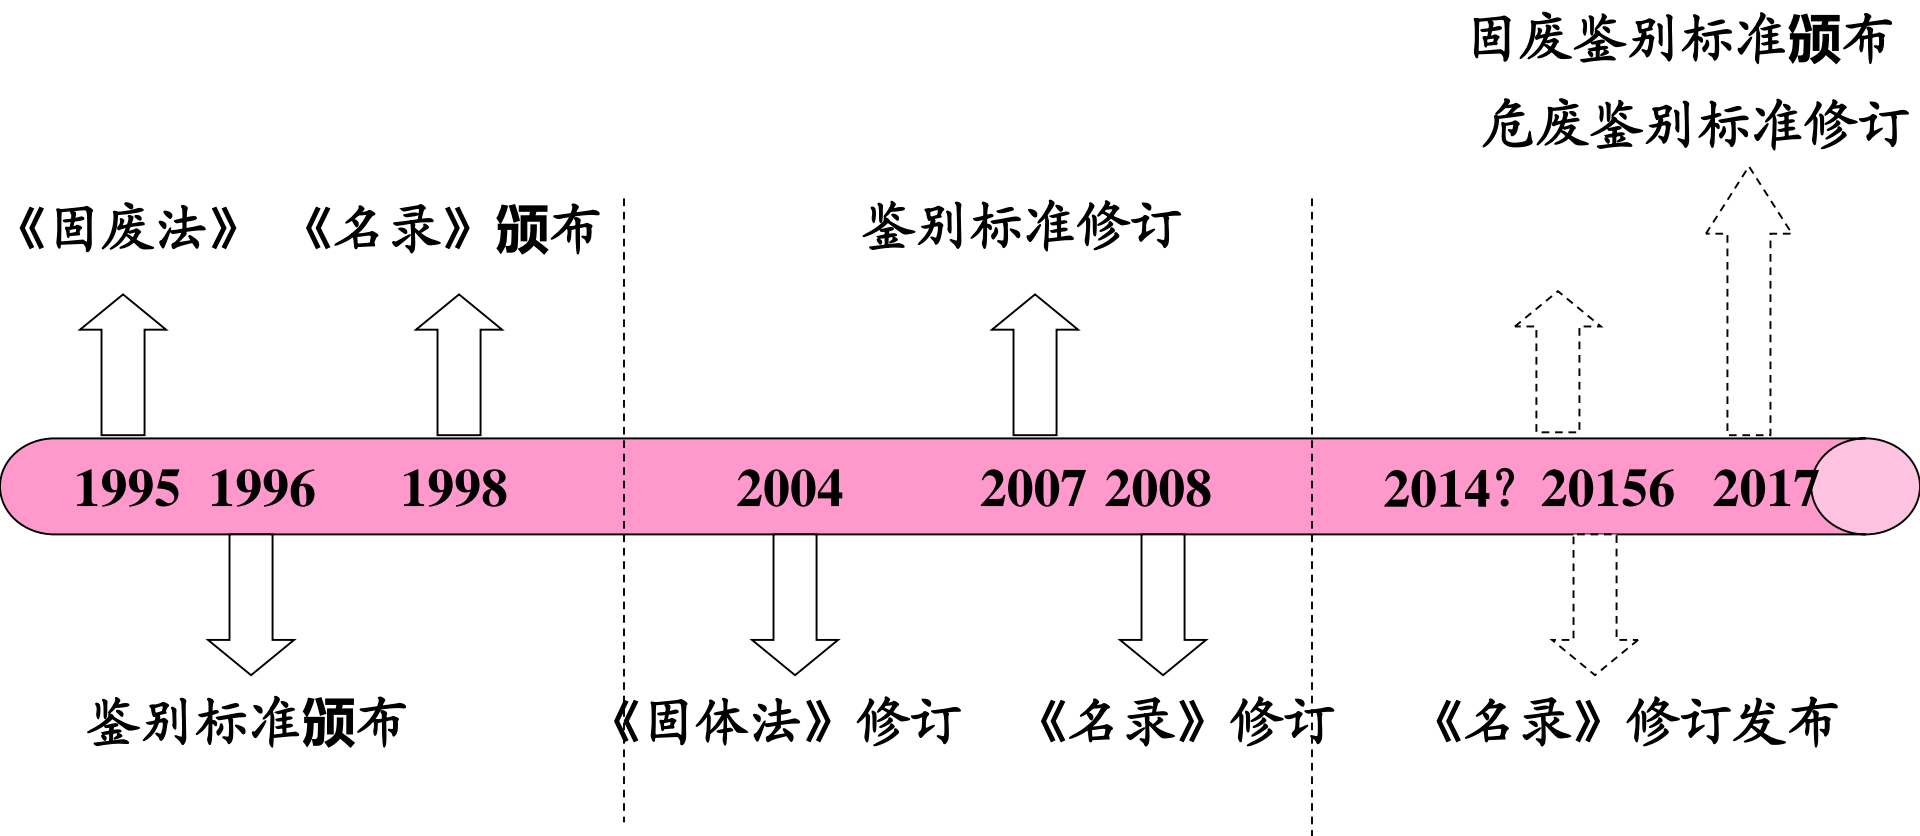 固废鉴别标准颁布
危废鉴别标准修订
《固废法》 《名录》颁布 鉴别标准修订
1995 1996 1998 2004 2007 2008 2014? 20156 2017
鉴别标准颁布 《固体法》修订 《名录》修订 《名录》修订发布